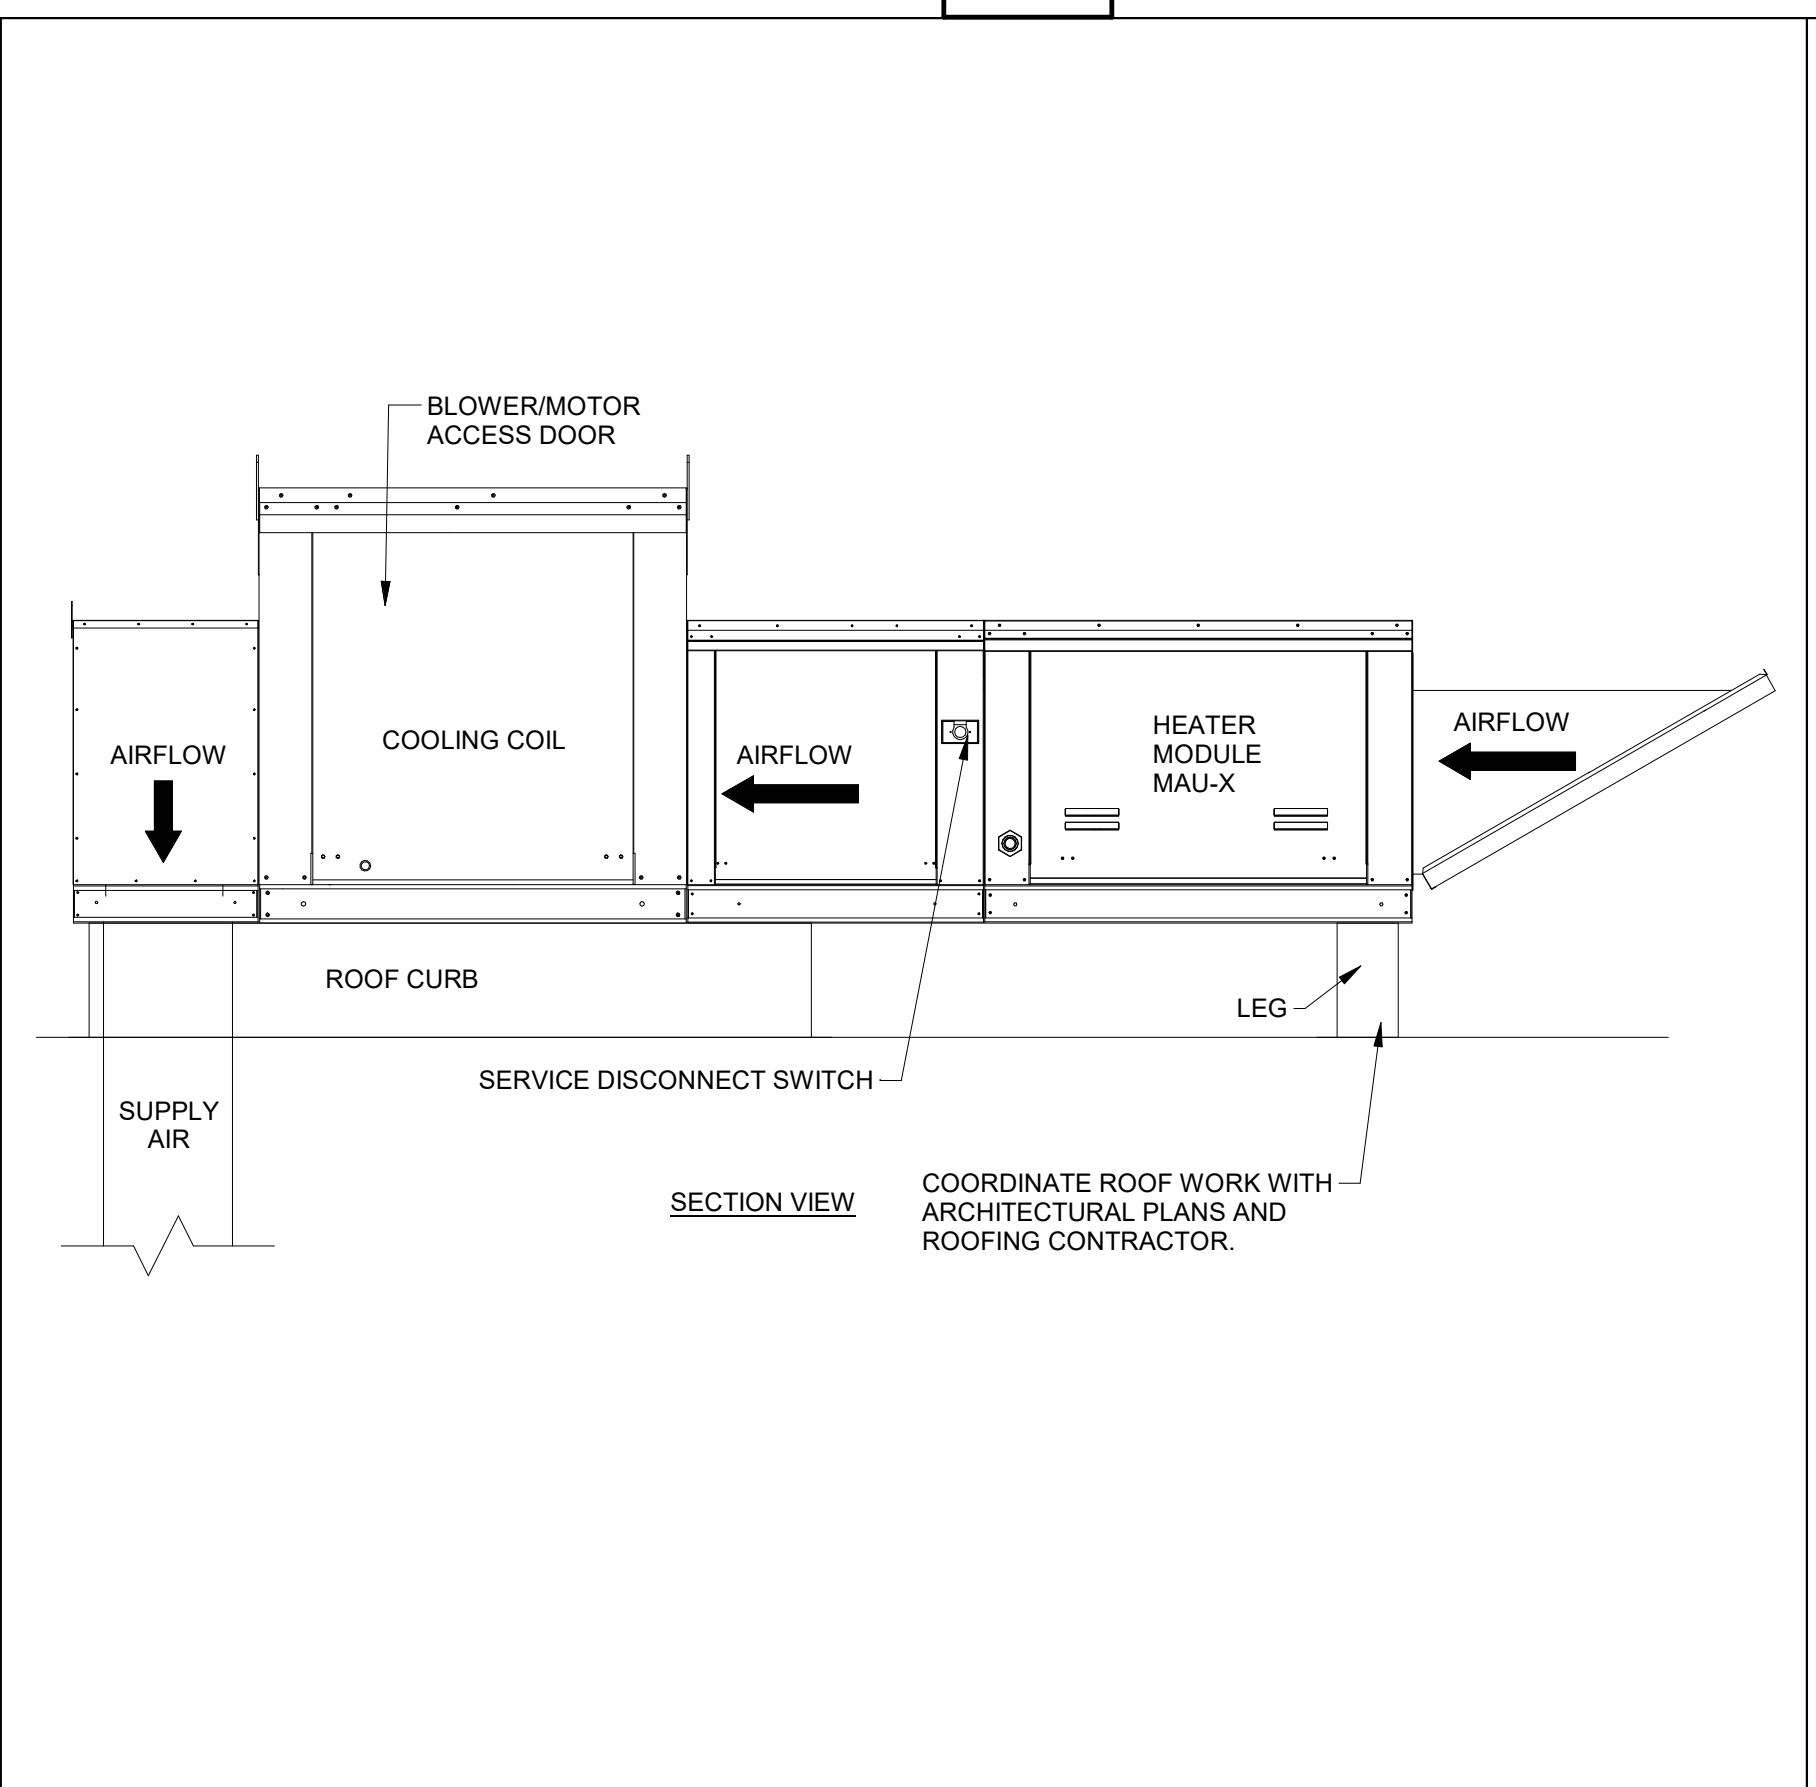 BLOWER/MOTOR
ACCESS DOOR
COOLING COIL
AIRFLOW
AIRFLOW
HEATER
MODULE
MAU-X
AIRFLOW
ROOF CURB
LEG
SERVICE DISCONNECT SWITCH
SUPPLY
AIR
SECTION VIEW
COORDINATE ROOF WORK WITH
ARCHITECTURAL PLANS AND
ROOFING CONTRACTOR.